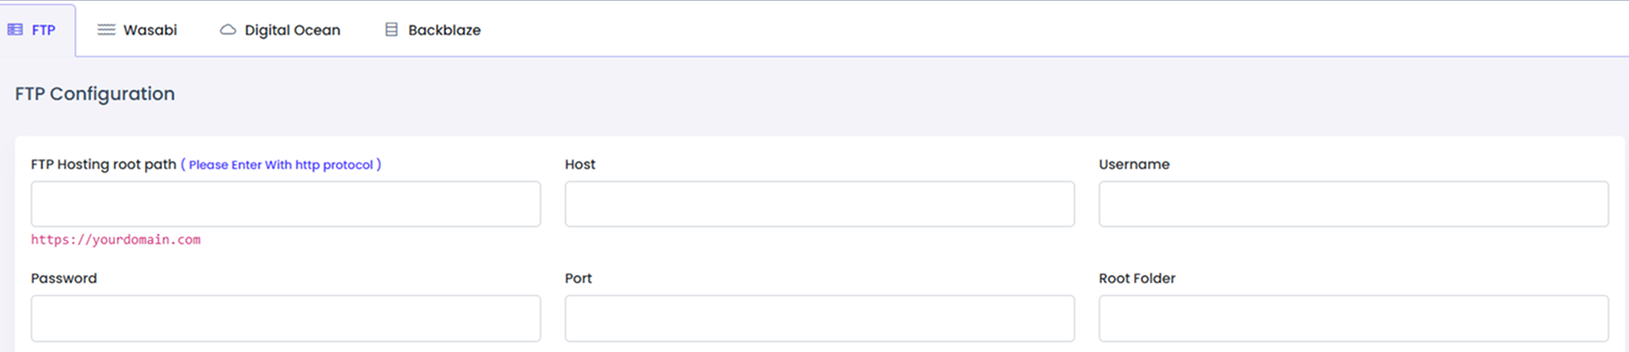 FTP Wasabi Digital Ocean Backblaze
FTP Configuration
FTP Hosting root path ( Please Enter With http protocol ) Host Username
https://yourdomain.com
Password Port Root Folder